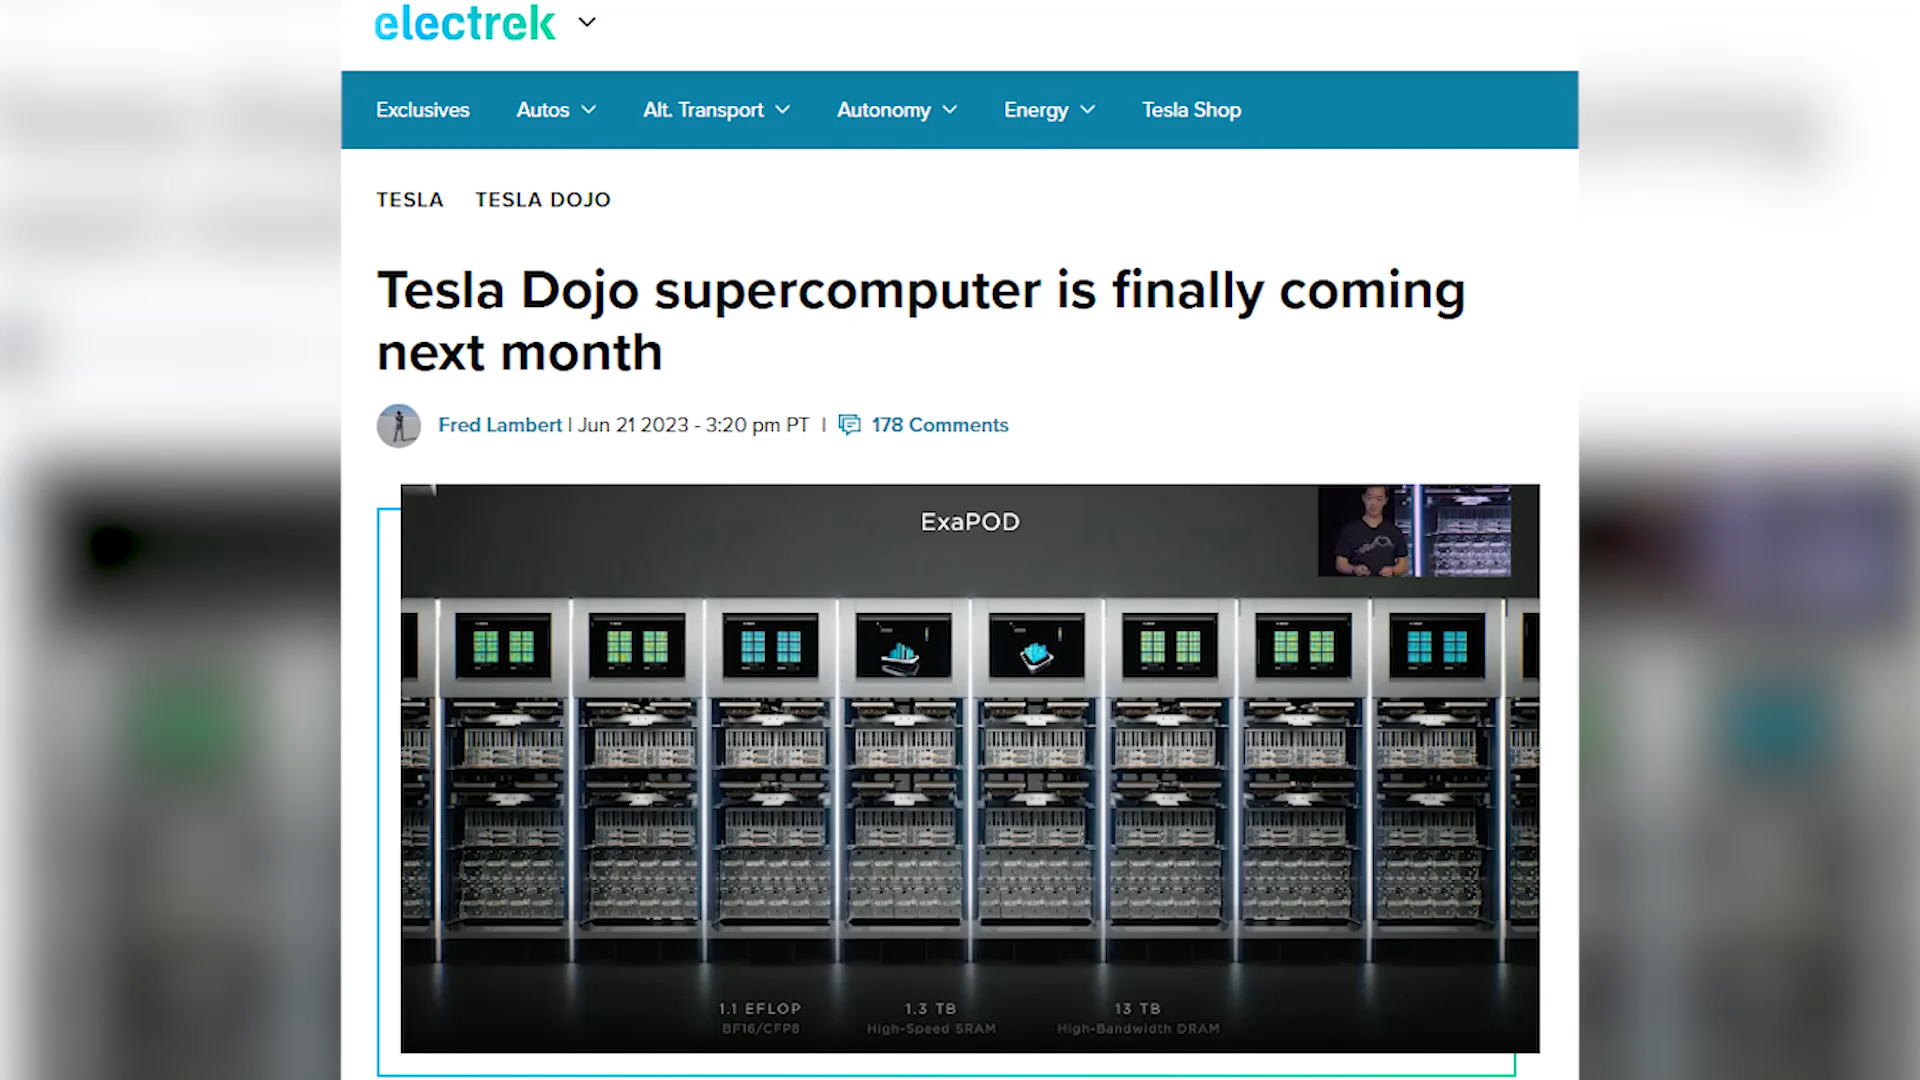 electrek
Exclusives Autos Alt. Transport Autonomy Energy Tesla Shop
TESLA TESLA DOJO
Tesla Dojo supercomputer is finally coming
next month
Fred Lambert | Jun 21 2023 - 3:20 pm PT | 178 Comments
ExaPOD
1.1 EFLOP 1.3 TB 13 TB
BF16/CFP8 High-Speed SRAM High-Bandwidth DRAM